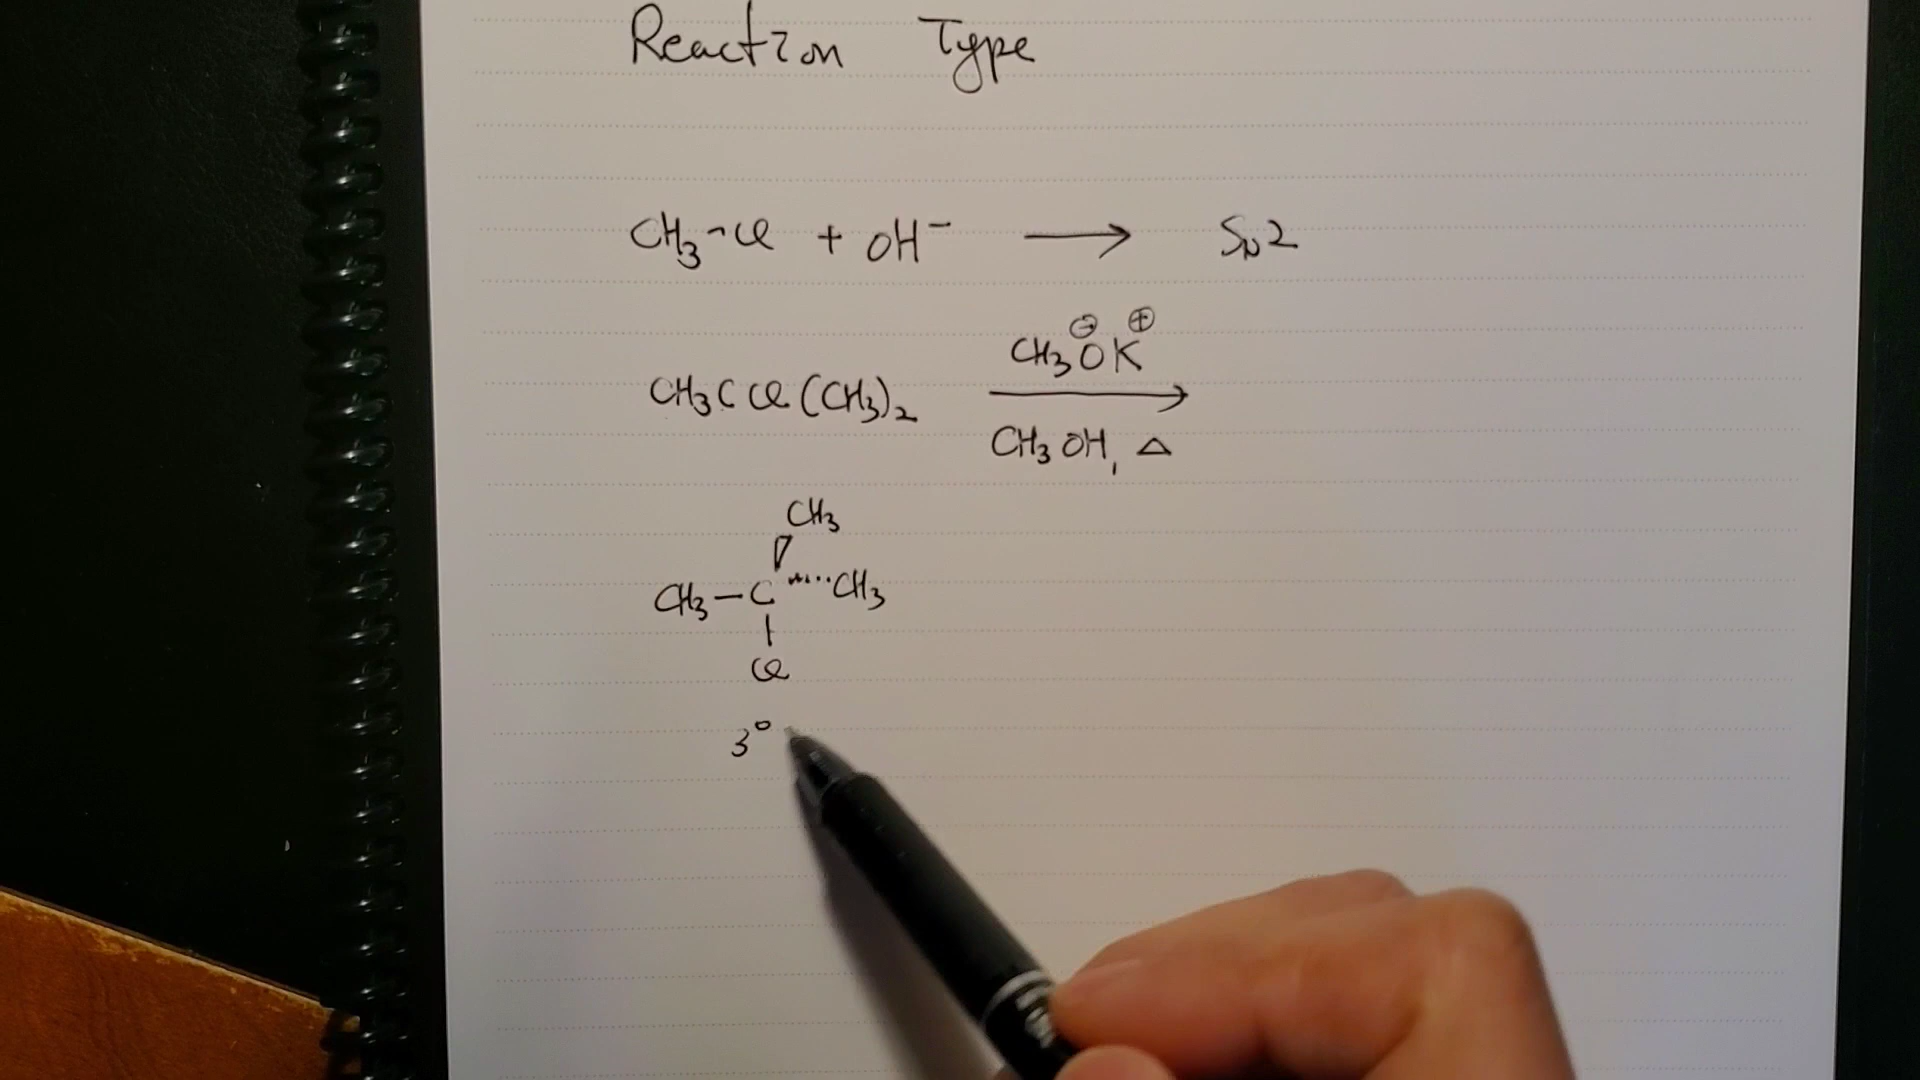 Reaction Type
CH3-Cl + OH⁻ → SN2
CH3O⊖K⊕
CH3CCl(CH3)2 →
CH3OH, Δ
CH3
CH3-C····CH3
Cl
3°